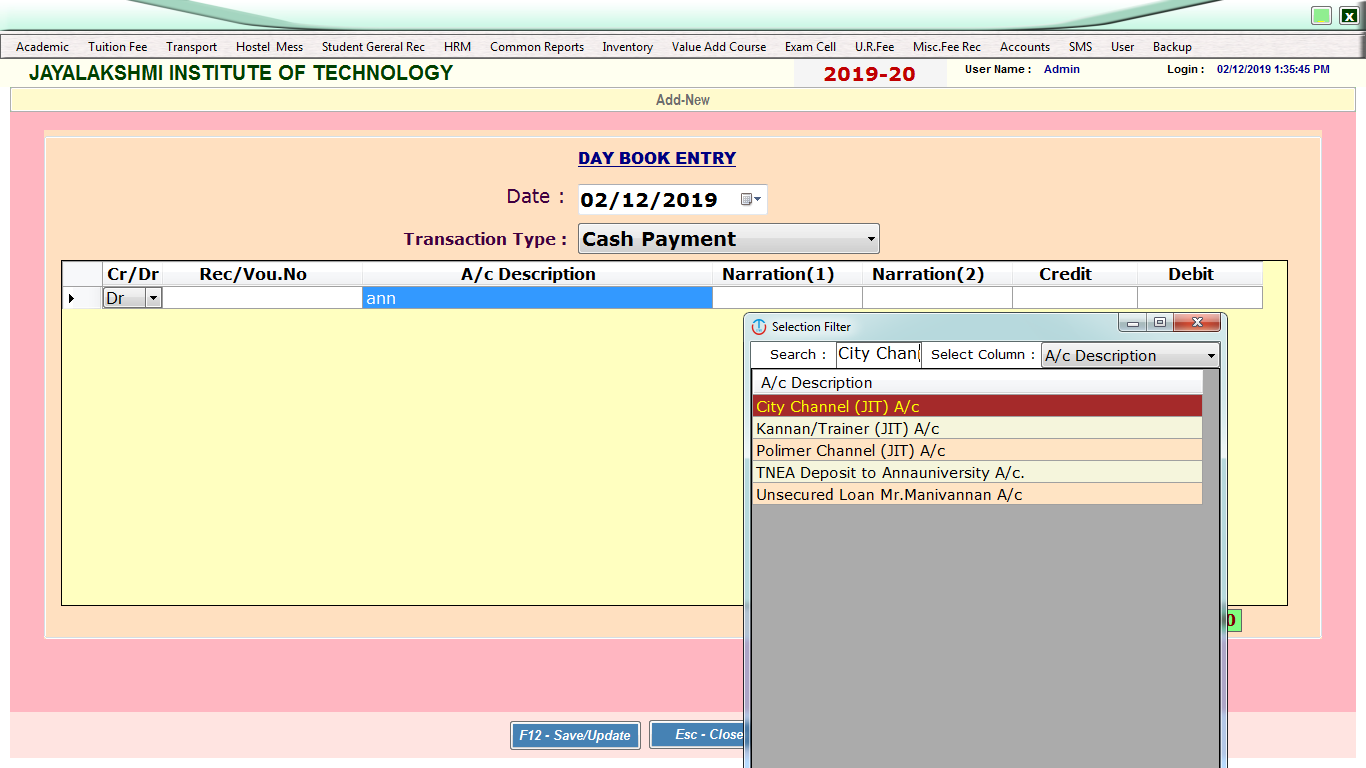 X
Academic Tuition Fee Transport Hostel Mess Student Gereral Rec HRM Common Reports Inventory Value Add Course Exam Cell U.R.Fee Misc.Fee Rec Accounts SMS User Backup
JAYALAKSHMI INSTITUTE OF TECHNOLOGY 2019-20 User Name : Admin Login : 02/12/2019 1:35:45 PM
Add-New
DAY BOOK ENTRY
Date : 02/12/2019
Transaction Type : Cash Payment
Cr/Dr Rec/Vou.No A/c Description Narration(1) Narration(2) Credit Debit
Dr ann
Selection Filter
Search : City Chan Select Column : A/c Description
A/c Description
City Channel (JIT) A/c
Kannan/Trainer (JIT) A/c
Polimer Channel (JIT) A/c
TNEA Deposit to Annauniversity A/c.
Unsecured Loan Mr.Manivannan A/c
0
F12 - Save/Update Esc - Close